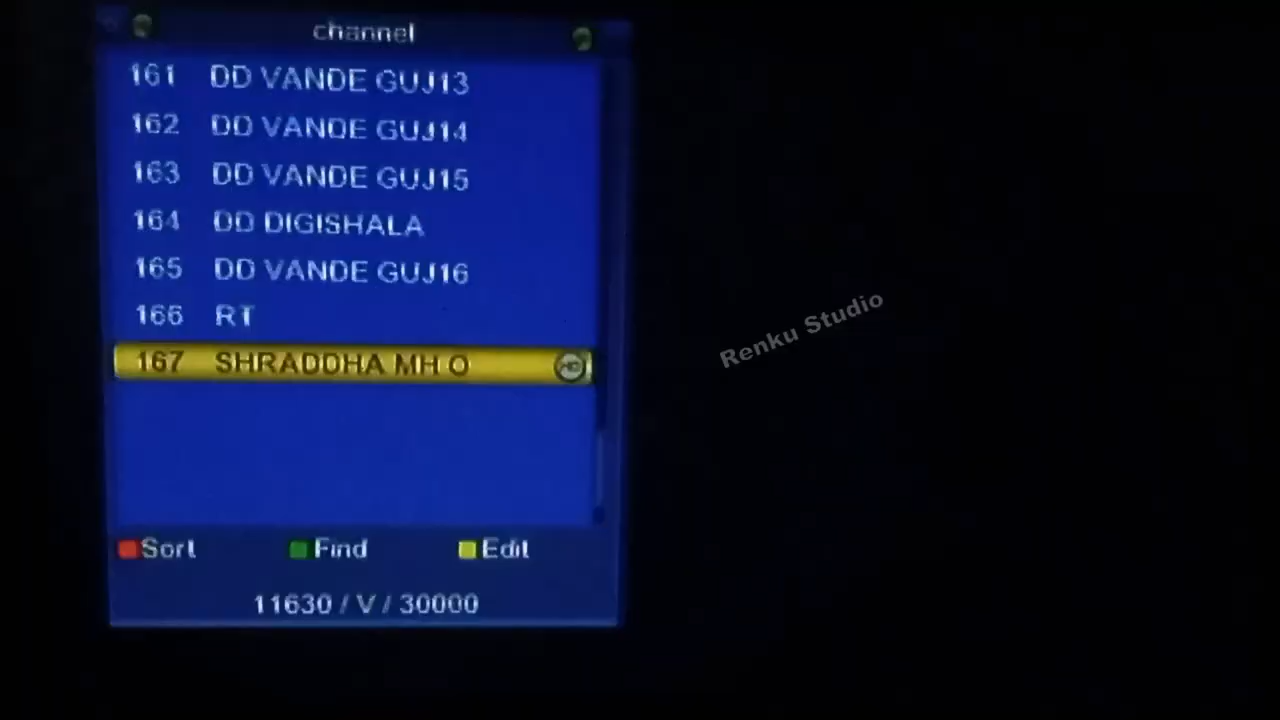 channel
161 DD VANDE GUJ13
162 DD VANDE GUJ14
163 DD VANDE GUJ15
164 DD DIGISHALA
165 DD VANDE GUJ16
166 RT
167 SHRADDHA MH O
Sort Find Edit
11630 / V / 30000
Renku Studio